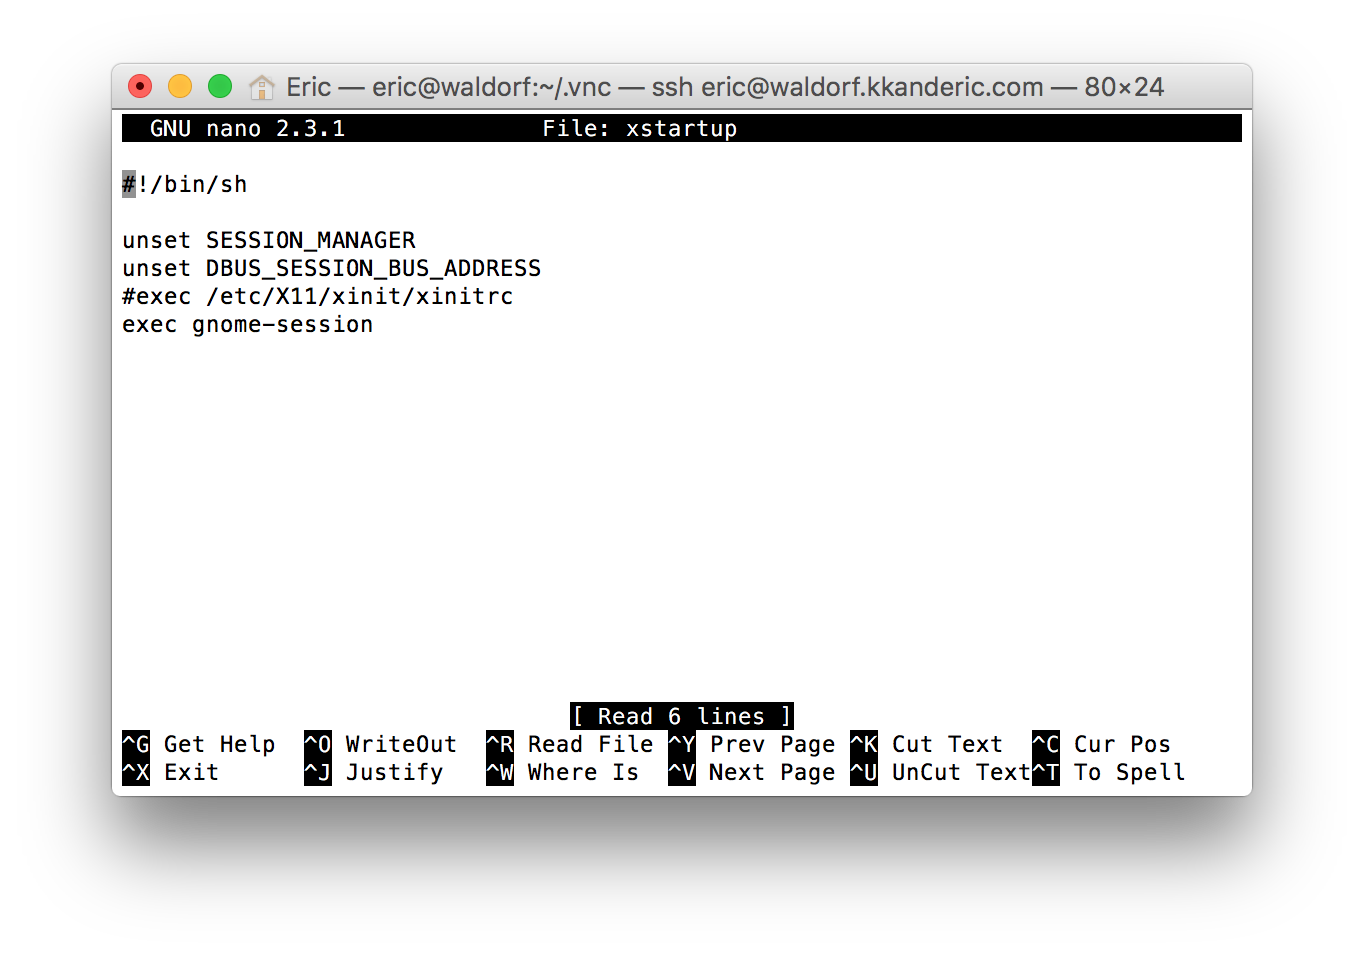 Eric — eric@waldorf:~/.vnc — ssh eric@waldorf.kkanderic.com — 80×24
GNU nano 2.3.1 File: xstartup
#!/bin/sh
unset SESSION_MANAGER
unset DBUS_SESSION_BUS_ADDRESS
#exec /etc/X11/xinit/xinitrc
exec gnome-session
[ Read 6 lines ]
^G Get Help ^O WriteOut ^R Read File ^Y Prev Page ^K Cut Text ^C Cur Pos
^X Exit ^J Justify ^W Where Is ^V Next Page ^U UnCut Text^T To Spell